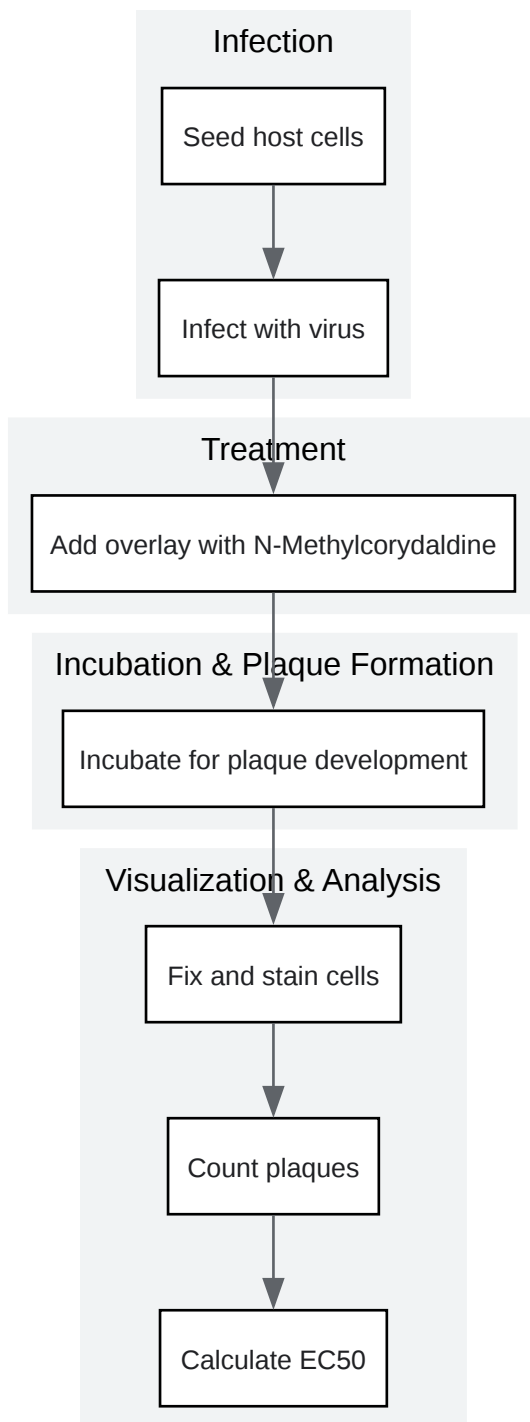 Infection
Seed host cells
Infect with virus
Treatment
Add overlay with N-Methylcorydaldine
Incubation & Plaque Formation
Incubate for plaque development
Visualization & Analysis
Fix and stain cells
Count plaques
Calculate EC50